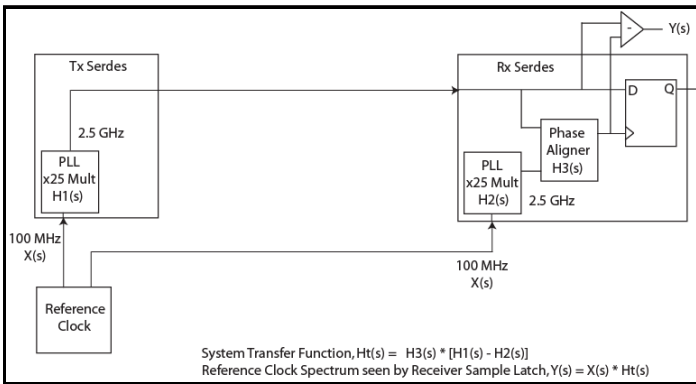 Y(s)
-
Tx Serdes
Rx Serdes
D
Q
2.5 GHz
PLL
x25 Mult
H1(s)
Phase
Aligner
H3(s)
PLL
x25 Mult
H2(s)
2.5 GHz
100 MHz
X(s)
100 MHz
X(s)
Reference
Clock
System Transfer Function, Ht(s) = H3(s) * [H1(s) - H2(s)]
Reference Clock Spectrum seen by Receiver Sample Latch, Y(s) = X(s) * Ht(s)